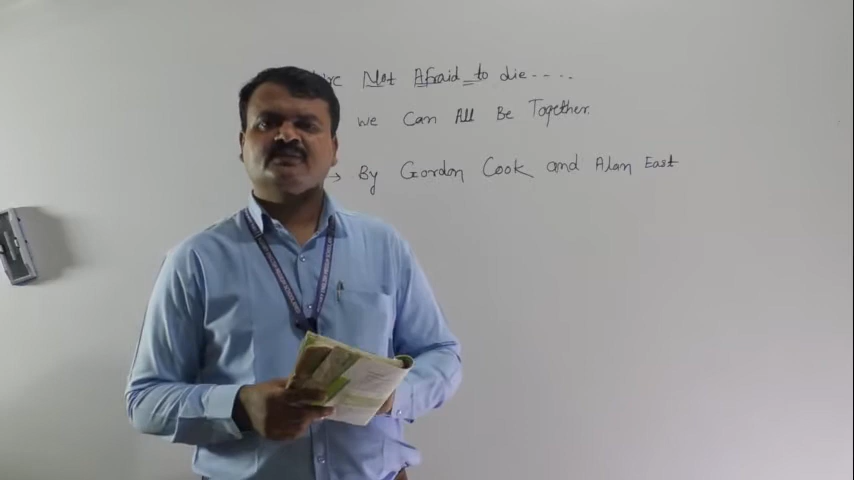 Not Afraid to die....
we Can All Be Together.
→ By Gordon Cook and Alan East